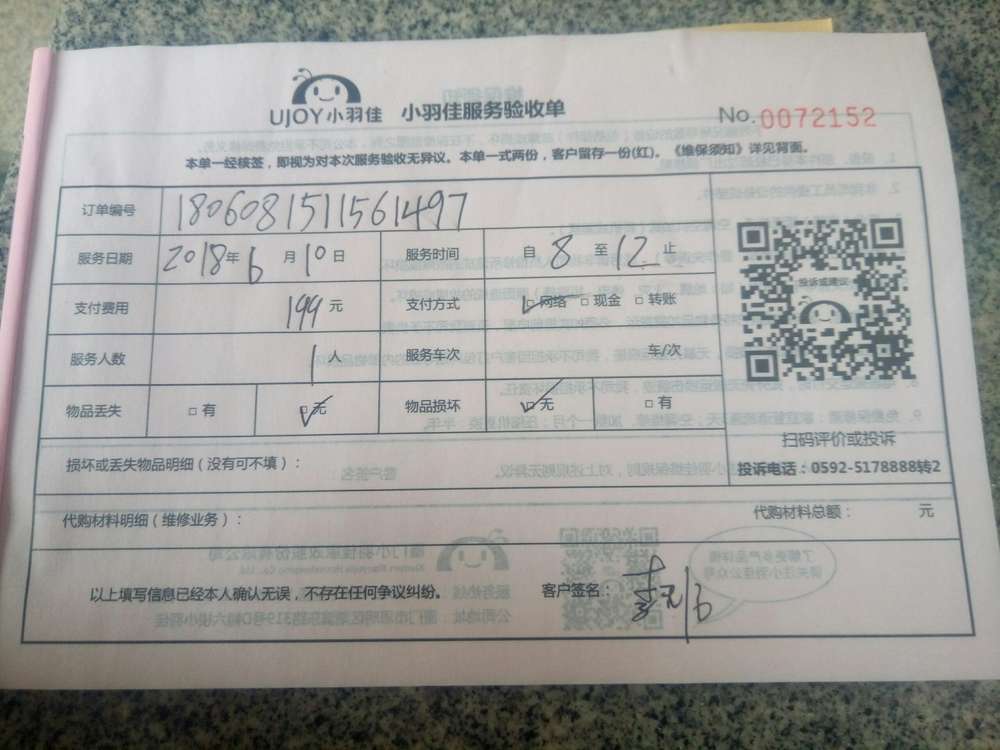 UJOY小羽佳 小羽佳服务验收单 No.0072152
本单一经核签，即视为对本次服务验收无异议。本单一式两份，客户留存一份(红)。《维保须知》详见背面。
订单编号 1806081511561497
服务日期 2018年6月10日 服务时间 自8至12止
支付费用 199元 支付方式 ☑网络 □现金 □转账
服务人数 1人 服务车次 车/次
物品丢失 □有 ☑无 物品损坏 ☑无 □有
投诉或建议
扫码评价或投诉
投诉电话：0592-5178888转2
损坏或丢失物品明细（没有可不填）：
代购材料明细（维修业务）： 代购材料总额： 元
以上填写信息已经本人确认无误，不存在任何争议纠纷。 客户签名：